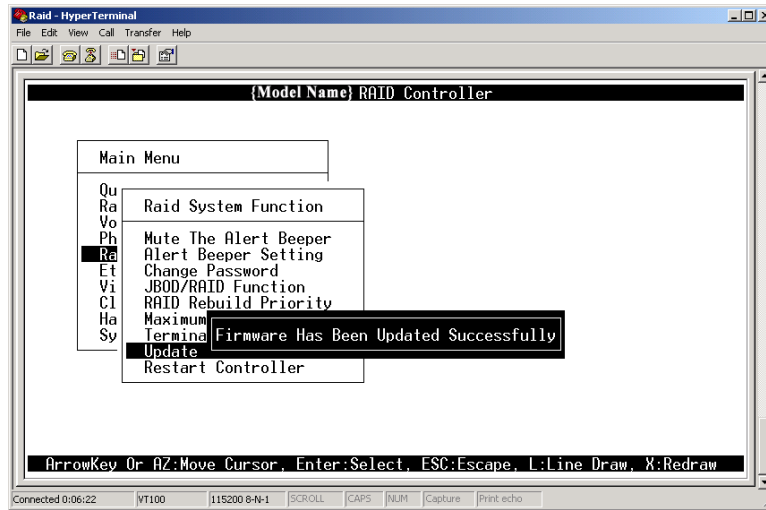 Raid - HyperTerminal
File Edit View Call Transfer Help
{Model Name} RAID Controller
Main Menu
Qu
Ra
Vo
Ph
Ra
Et
Vi
Cl
Ha
Sy
Raid System Function
Mute The Alert Beeper
Alert Beeper Setting
Change Password
JBOD/RAID Function
RAID Rebuild Priority
Maximum
Termina
Update
Restart Controller
Firmware Has Been Updated Successfully
ArrowKey Or AZ:Move Cursor, Enter:Select, ESC:Escape, L:Line Draw, X:Redraw
Connected 0:06:22 VT100 115200 8-N-1 SCROLL CAPS NUM Capture Print echo